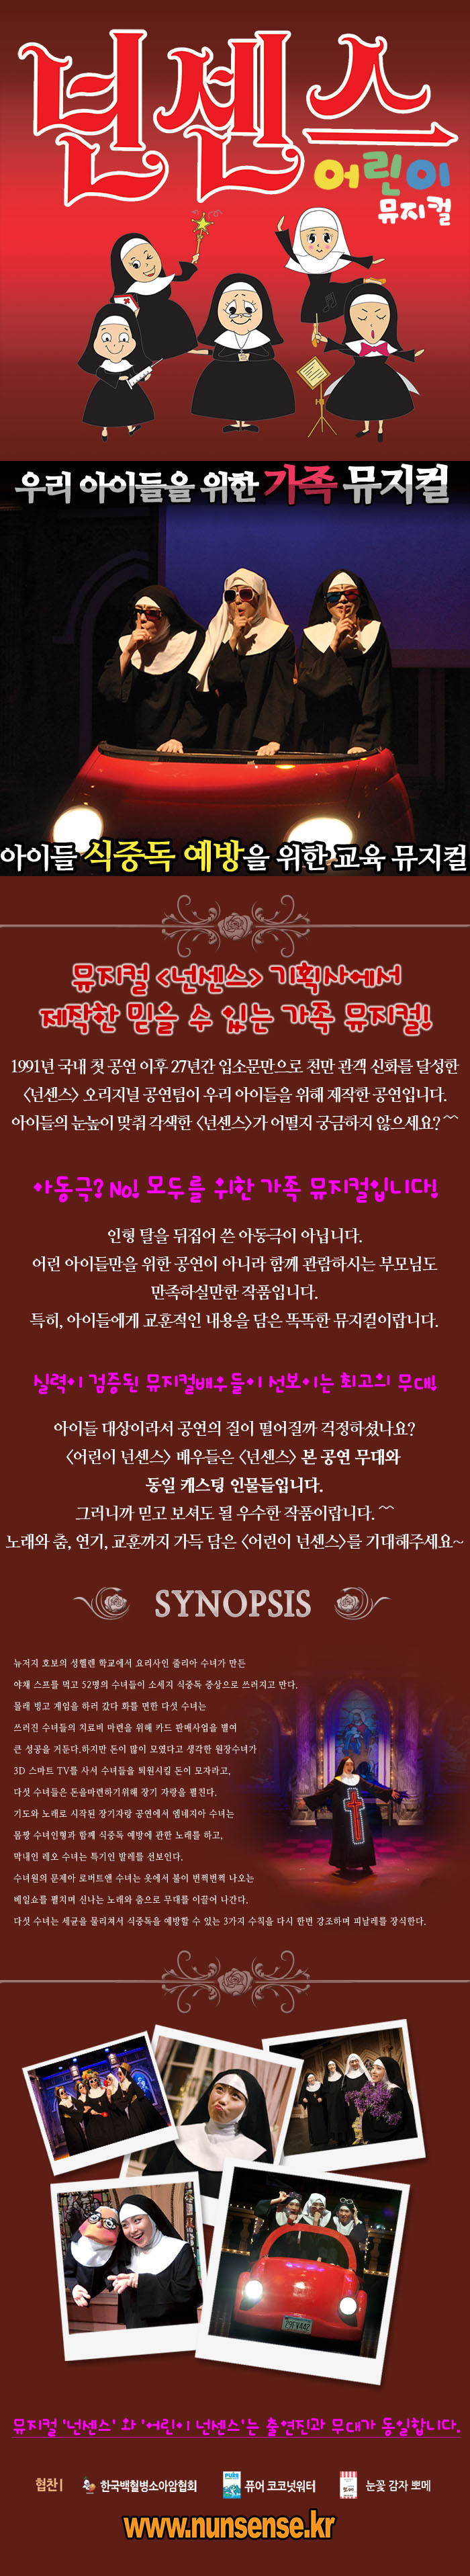 넌센스
어린이
뮤지컬
우리 아이들을 위한 가족 뮤지컬
아이들 식중독 예방을 위한 교육 뮤지컬
뮤지컬 <넌센스> 기획사에서
제작한 믿을 수 있는 가족 뮤지컬!
1991년 국내 첫 공연 이후 27년간 입소문만으로 천만 관객 신화를 달성한
<넌센스> 오리지널 공연팀이 우리 아이들을 위해 제작한 공연입니다.
아이들의 눈높이 맞춰 각색한 <넌센스>가 어떨지 궁금하지 않으세요? ^^
아동극? No! 모두를 위한 가족 뮤지컬입니다!
인형 탈을 뒤집어 쓴 아동극이 아닙니다.
어린 아이들만을 위한 공연이 아니라 함께 관람하시는 부모님도
만족하실만한 작품입니다.
특히, 아이들에게 교훈적인 내용을 담은 똑똑한 뮤지컬이랍니다.
실력이 검증된 뮤지컬배우들이 선보이는 최고의 무대!
아이들 대상이라서 공연의 질이 떨어질까 걱정하셨나요?
<어린이 넌센스> 배우들은 <넌센스> 본 공연 무대와
동일 캐스팅 인물들입니다.
그러니까 믿고 보셔도 될 우수한 작품이랍니다. ^^
노래와 춤, 연기, 교훈까지 가득 담은 <어린이 넌센스>를 기대해주세요~
SYNOPSIS
뉴저지 호보의 성헬렌 학교에서 요리사인 줄리아 수녀가 만든
야채 스프를 먹고 52명의 수녀들이 소세지 식중독 증상으로 쓰러지고 만다.
몰래 빙고 게임을 하러 갔다 화를 면한 다섯 수녀는
쓰러진 수녀들의 치료비 마련을 위해 카드 판매사업을 벌여
큰 성공을 거둔다.하지만 돈이 많이 모였다고 생각한 원장수녀가
3D 스마트 TV를 사서 수녀들을 퇴원시킬 돈이 모자라고,
다섯 수녀들은 돈을마련하기위해 장기 자랑을 펼친다.
기도와 노래로 시작된 장기자랑 공연에서 엠네지아 수녀는
몰짱 수녀인형과 함께 식중독 예방에 관한 노래를 하고,
막내인 레오 수녀는 특기인 발레를 선보인다.
수녀원의 문제아 로버트앤 수녀는 옷에서 불이 번쩍번쩍 나오는
베일쇼를 펼치며 신나는 노래와 춤으로 무대를 이끌어 나간다.
다섯 수녀는 세균을 물리쳐서 식중독을 예방할 수 있는 3가지 수칙을 다시 한번 강조하며 피날레를 장식한다.
뮤지컬 '넌센스' 와 '어린이 넌센스'는 출연진과 무대가 동일합니다.
협찬 | 한국백혈병소아암협회 퓨어 코코넛워터 눈꽃 감자 뽀메
www.nunsense.kr